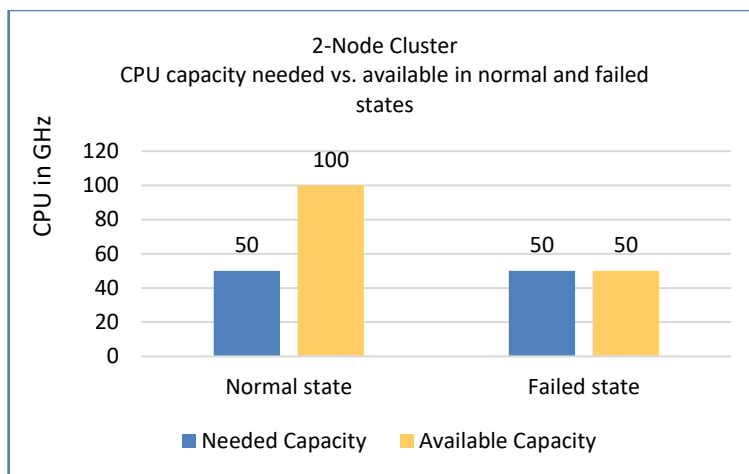 2-Node Cluster
CPU capacity needed vs. available in normal and failed
states
CPU in GHz
120
100
80
60
40
20
0
50
100
50
50
Normal state
Failed state
Needed Capacity
Available Capacity